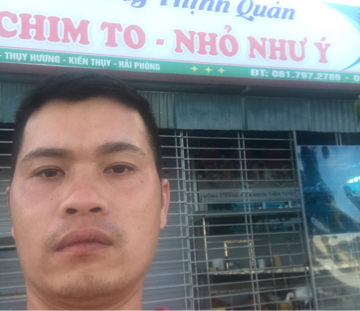 Thịnh Quán
CHIM TO - NHỎ NHƯ Ý
THỤY HƯƠNG - KIẾN THỤY - HẢI PHÒNG
ĐT: 081.797.2789 -